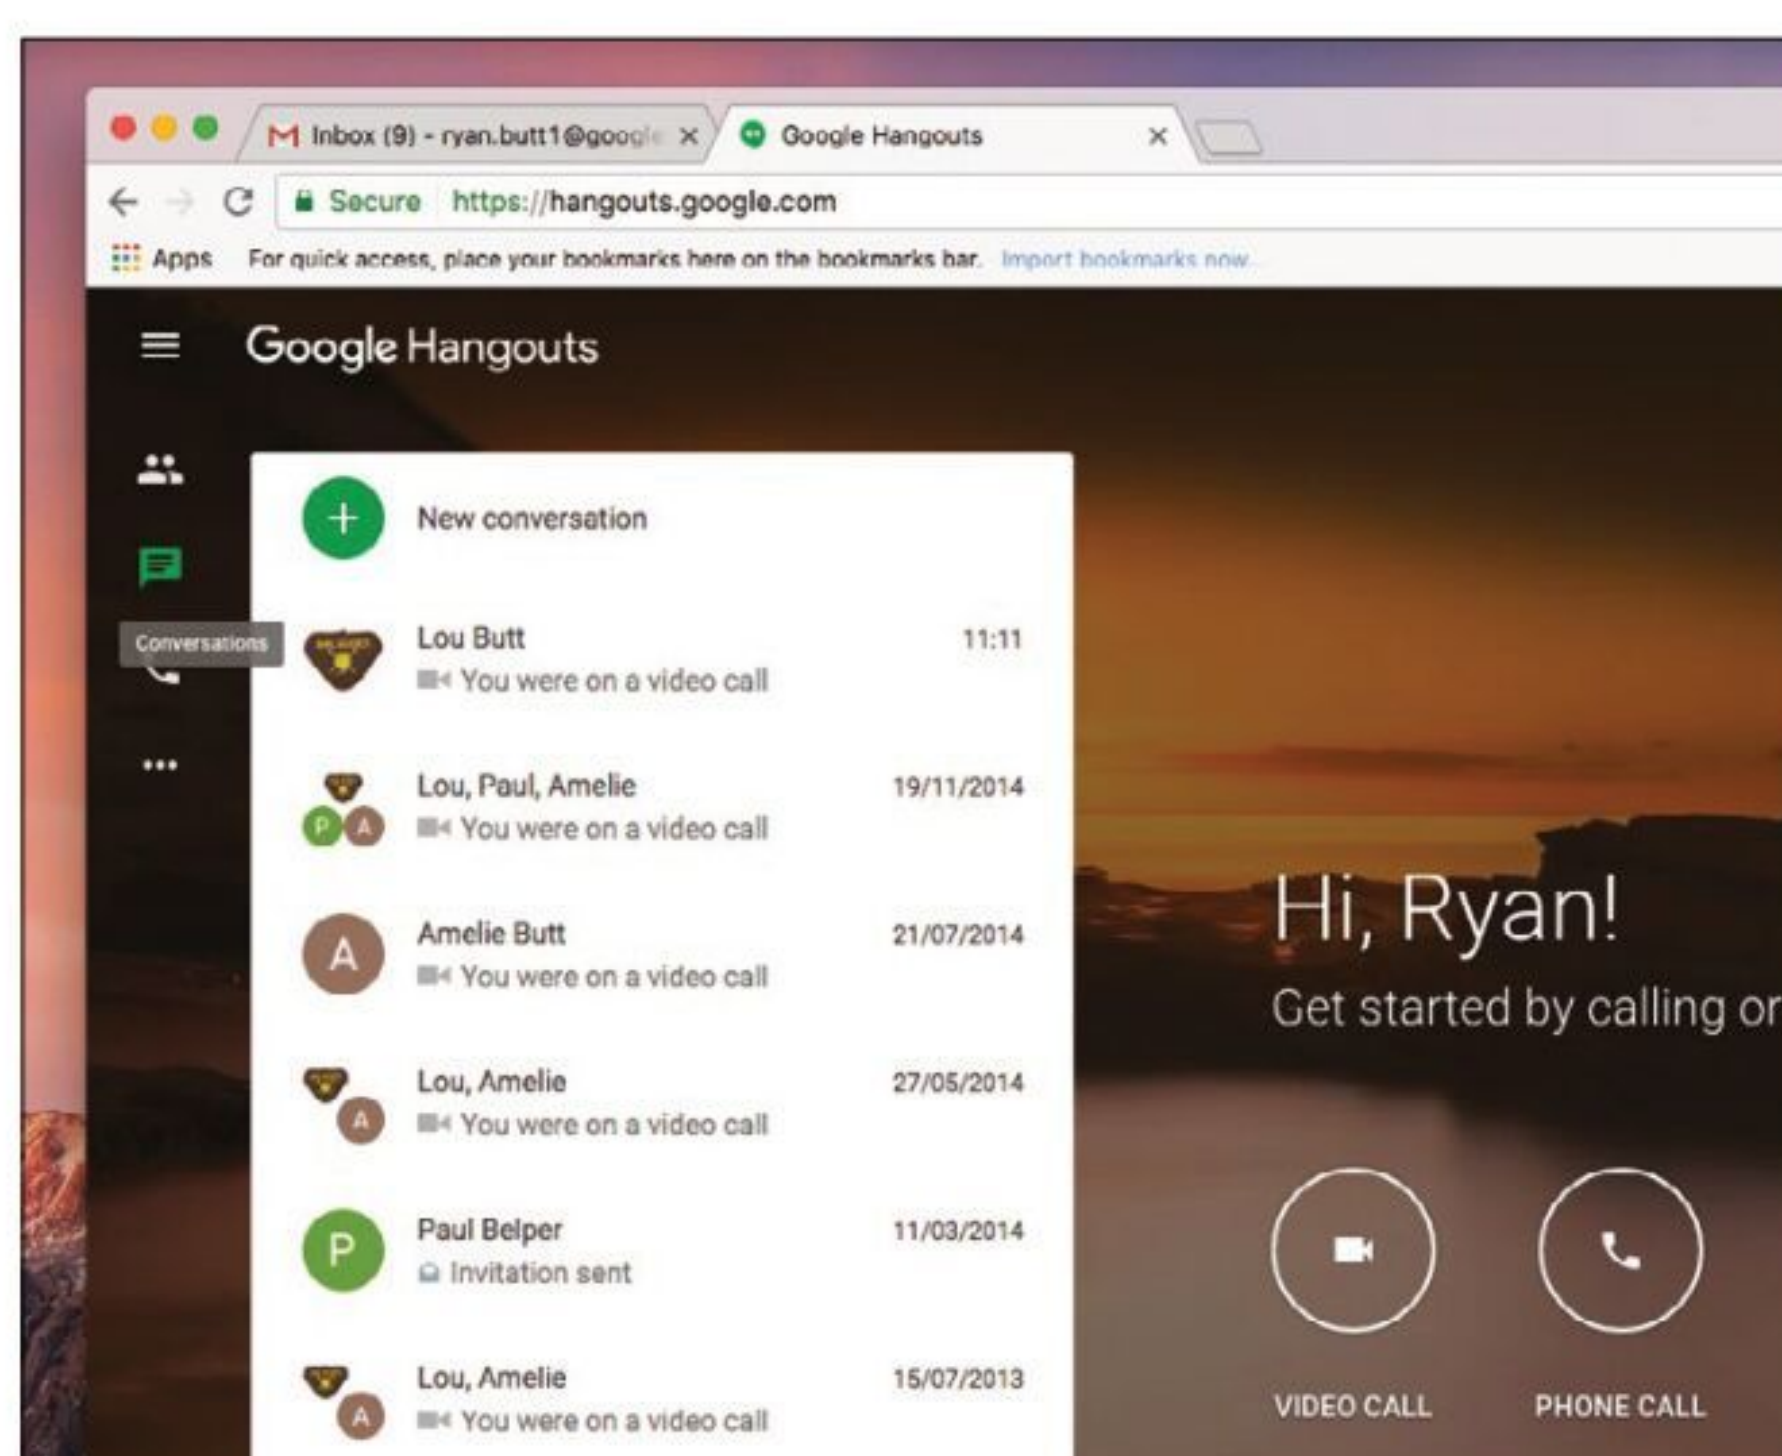 Inbox (9) - ryan.butt1@google
Google Hangouts
Secure https://hangouts.google.com
Apps For quick access, place your bookmarks here on the bookmarks bar. Import bookmarks now...
Google Hangouts
New conversation
Conversations
Lou Butt 11:11
You were on a video call
Lou, Paul, Amelie 19/11/2014
P A You were on a video call
A
Amelie Butt 21/07/2014
You were on a video call
Lou, Amelie 27/05/2014
A You were on a video call
P
Paul Belper 11/03/2014
Invitation sent
Lou, Amelie 15/07/2013
A You were on a video call
Hi, Ryan!
Get started by calling or
VIDEO CALL PHONE CALL